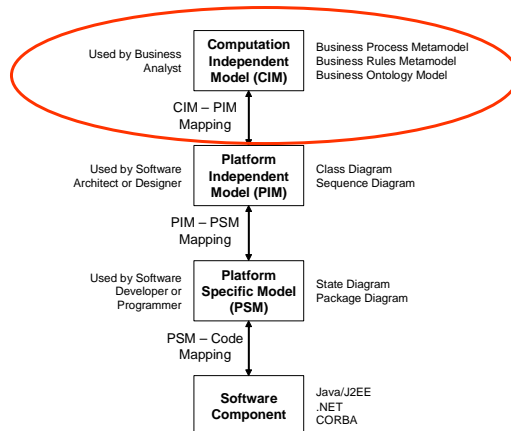 Used by Business
Analyst
Computation
Independent
Model (CIM)
Business Process Metamodel
Business Rules Metamodel
Business Ontology Model
CIM – PIM
Mapping
Used by Software
Architect or Designer
Platform
Independent
Model (PIM)
Class Diagram
Sequence Diagram
PIM – PSM
Mapping
Used by Software
Developer or
Programmer
Platform
Specific Model
(PSM)
State Diagram
Package Diagram
PSM – Code
Mapping
Software
Component
Java/J2EE
.NET
CORBA